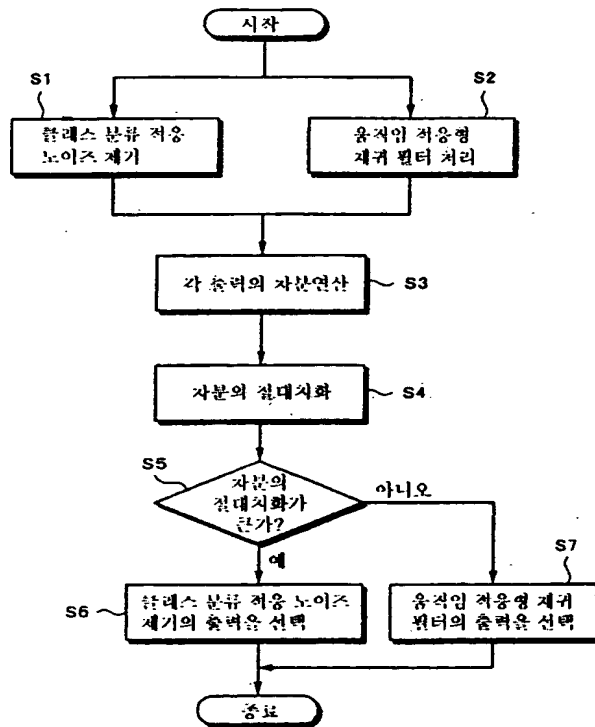 시작
S1
S2
클래스 분류 적응
노이즈 제거
움직임 적응형
재귀 필터 처리
각 출력의 차분연산
S3
차분의 절대치화
S4
S5
차분의
절대치화가
큰가?
아니오
예
S7
S6
클래스 분류 적응 노이즈
제거의 출력을 선택
움직임 적응형 재귀
필터의 출력을 선택
종료